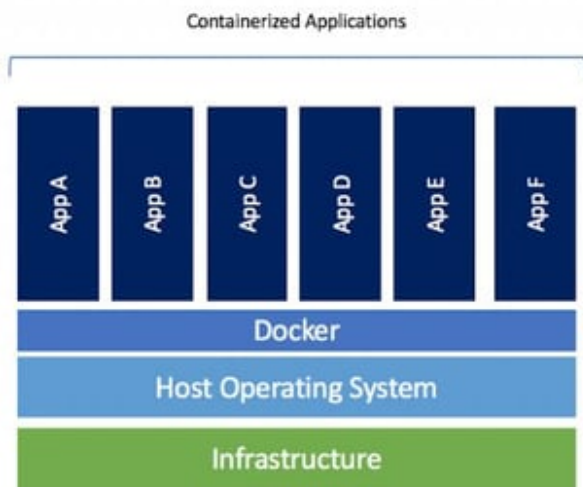 Containerized Applications
App A
App B
App C
App D
App E
App F
Docker
Host Operating System
Infrastructure